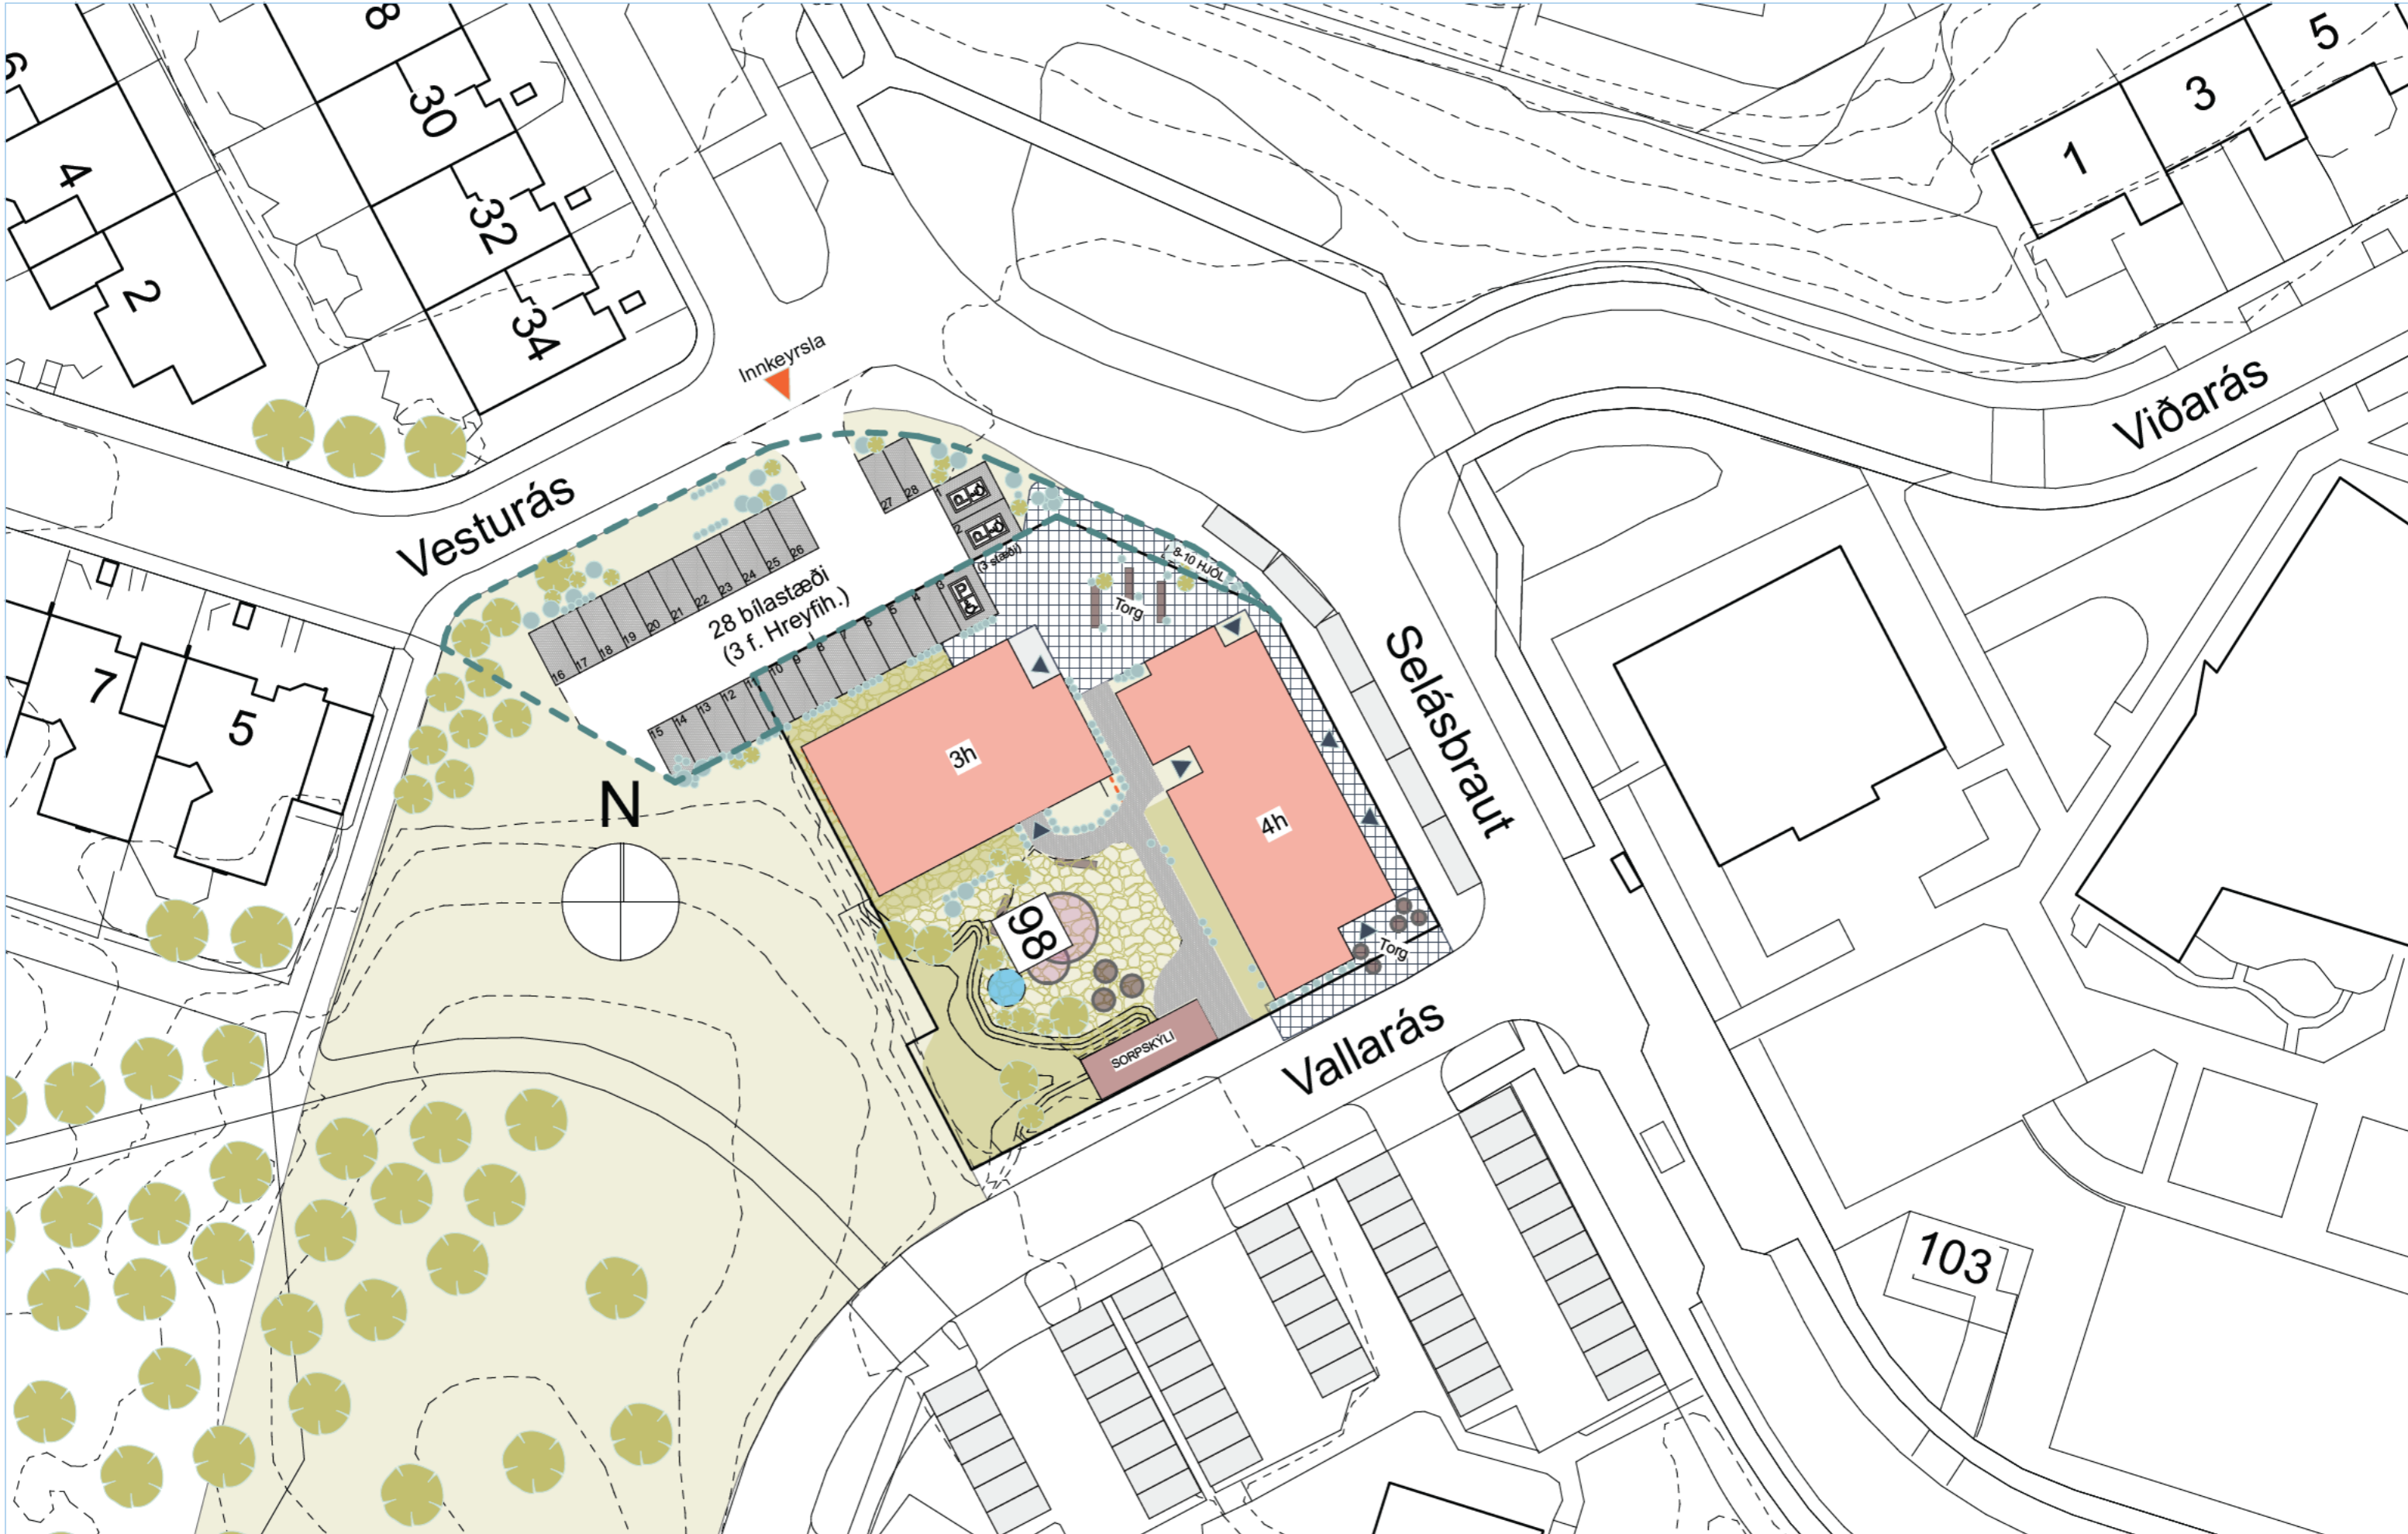 6
8
4
30
2
32
34
1
3
5
Innkeyrsla
Viðarás
Vesturás
27
28
1
2
(3 stæði)
8-10 HJÓL
Torg
28 bílastæði
(3 f. Hreyfih.)
16
17
18
19
20
21
22
23
24
25
26
15
14
13
12
11
10
9
8
7
6
5
4
3
P
P
P
7
5
N
3h
4h
Selásbraut
98
Torg
SORPSKÝLI
Vallarás
103